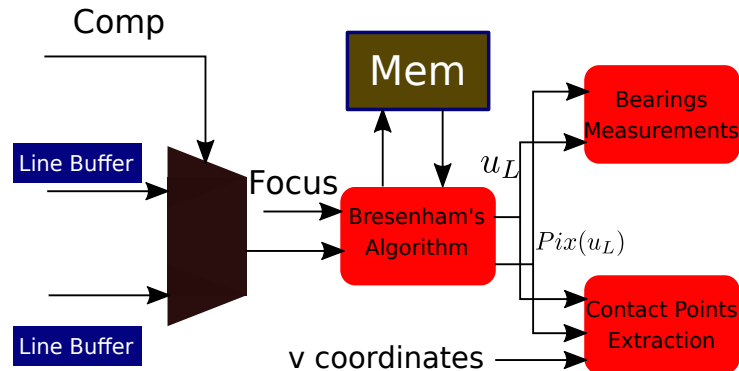 Comp
Mem
Line Buffer
Focus
Bresenham's
Algorithm
u_L
Pix(u_L)
Bearings
Measurements
Line Buffer
v coordinates
Contact Points
Extraction